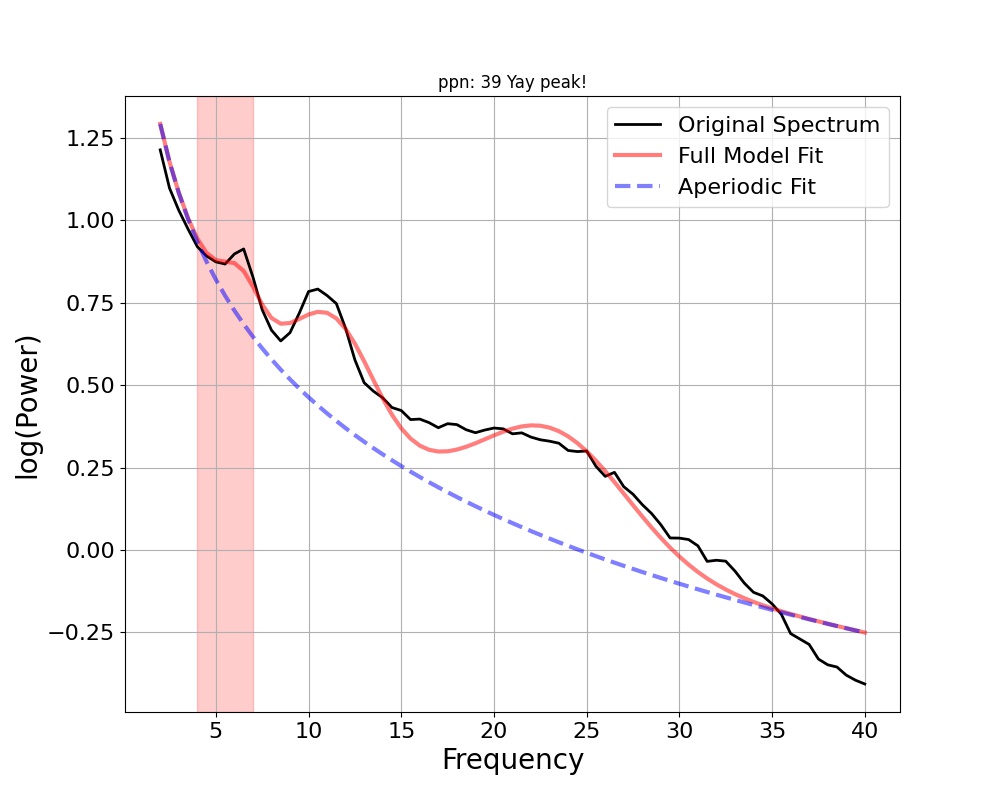 ppn: 39 Yay peak!
Original Spectrum
Full Model Fit
Aperiodic Fit
log(Power)
1.25
1.00
0.75
0.50
0.25
0.00
−0.25
5 10 15 20 25 30 35 40
Frequency